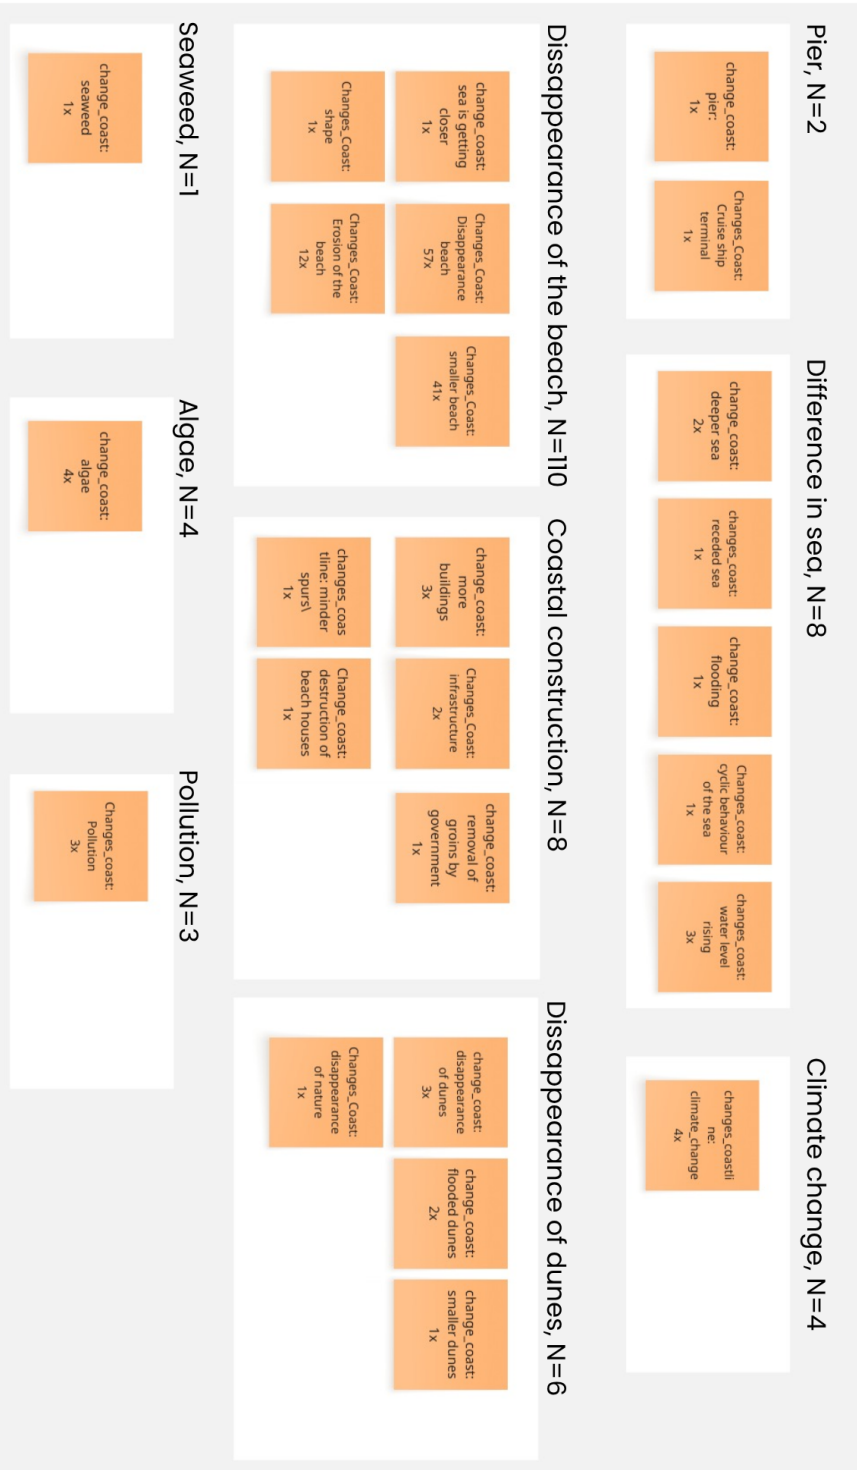 Pier, N=2
change_coast:
pier:
1x
Changes_Coast:
Cruise ship
terminal
1x
Difference in sea, N=8
change_coast:
deeper sea
2x
changes_coast:
receded sea
1x
change_coast:
flooding
1x
Changes_coast:
cyclic behaviour
of the sea
1x
changes_coast:
water level
rising
3x
Climate change, N=4
changes_coastli
ne:
climate_change
4x
Dissappearance of the beach, N=110
change_coast:
sea is getting
closer
1x
Changes_Coast:
Disappearance
beach
57x
Changes_Coast:
smaller beach
41x
Changes_Coast:
shape
1x
Changes_Coast:
Erosion of the
beach
12x
Coastal construction, N=8
change_coast:
more
buildings
3x
Changes_Coast:
infrastructure
2x
change_coast:
removal of
groins by
government
1x
changes_coas
tline: minder
spurs\
1x
Change_coast:
destruction of
beach houses
1x
Dissappearance of dunes, N=6
change_coast:
disappearance
of dunes
3x
change_coast:
flooded dunes
2x
change_coast:
smaller dunes
1x
Changes_Coast:
disappearance
of nature
1x
Seaweed, N=1
change_coast:
seaweed
1x
Algae, N=4
change_coast:
algae
4x
Pollution, N=3
Changes_coast:
Pollution
3x